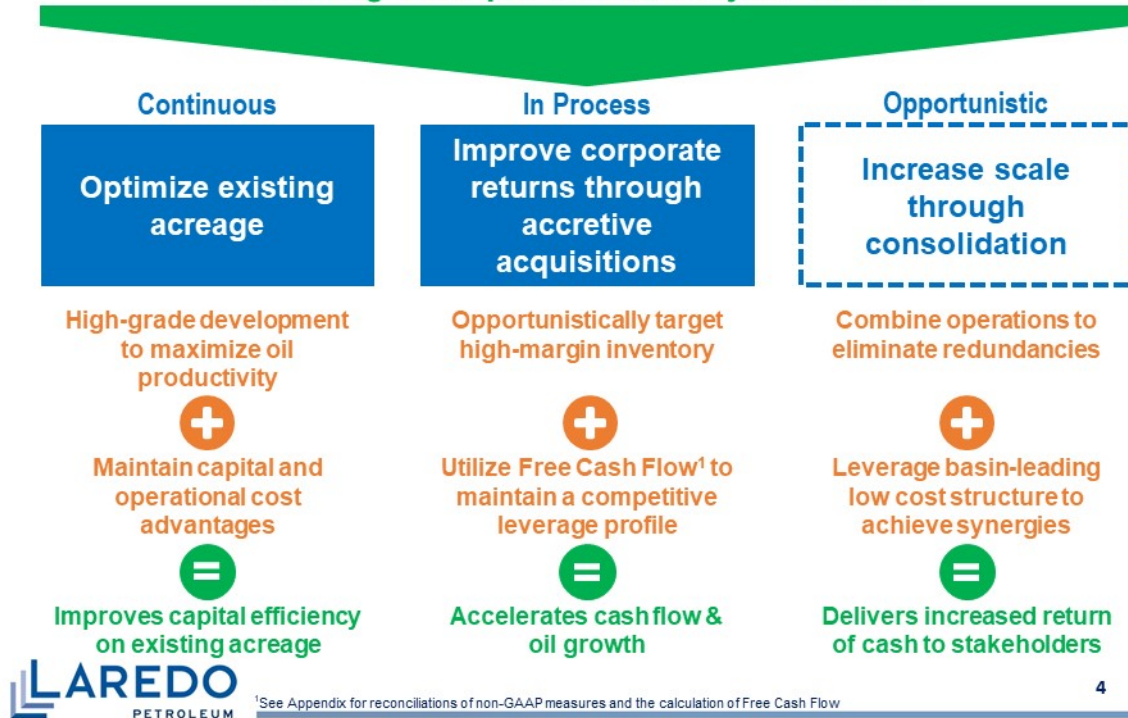 Continuous
Optimize existing
acreage
High-grade development
to maximize oil
productivity
Maintain capital and
operational cost
advantages
Improves capital efficiency
on existing acreage
In Process
Improve corporate
returns through
accretive
acquisitions
Opportunistically target
high-margin inventory
Utilize Free Cash Flow¹ to
maintain a competitive
leverage profile
Accelerates cash flow &
oil growth
Opportunistic
Increase scale
through
consolidation
Combine operations to
eliminate redundancies
Leverage basin-leading
low cost structure to
achieve synergies
Delivers increased return
of cash to stakeholders
LAREDO
PETROLEUM
¹See Appendix for reconciliations of non-GAAP measures and the calculation of Free Cash Flow
4